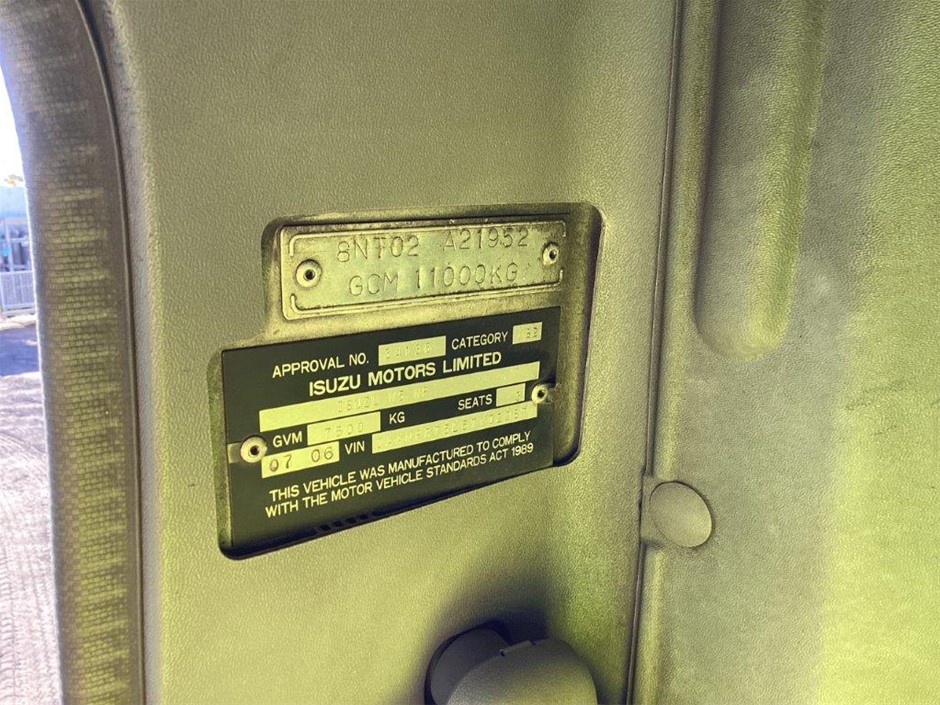 8NT02 A21952
GCM 11000KG
APPROVAL NO. CATEGORY
ISUZU MOTORS LIMITED
GVM 7500 KG SEATS
07 06 VIN
THIS VEHICLE WAS MANUFACTURED TO COMPLY
WITH THE MOTOR VEHICLE STANDARDS ACT 1989